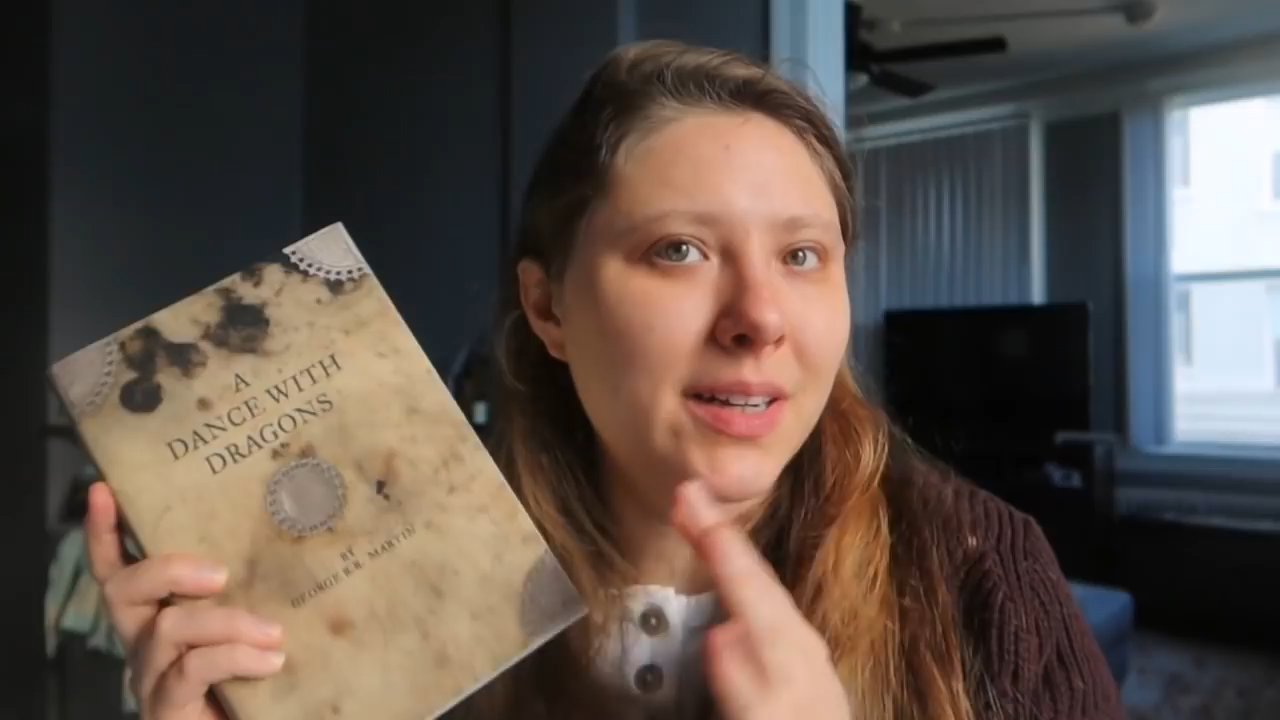 A
DANCE WITH
DRAGONS
BY
GEORGE R.R. MARTIN